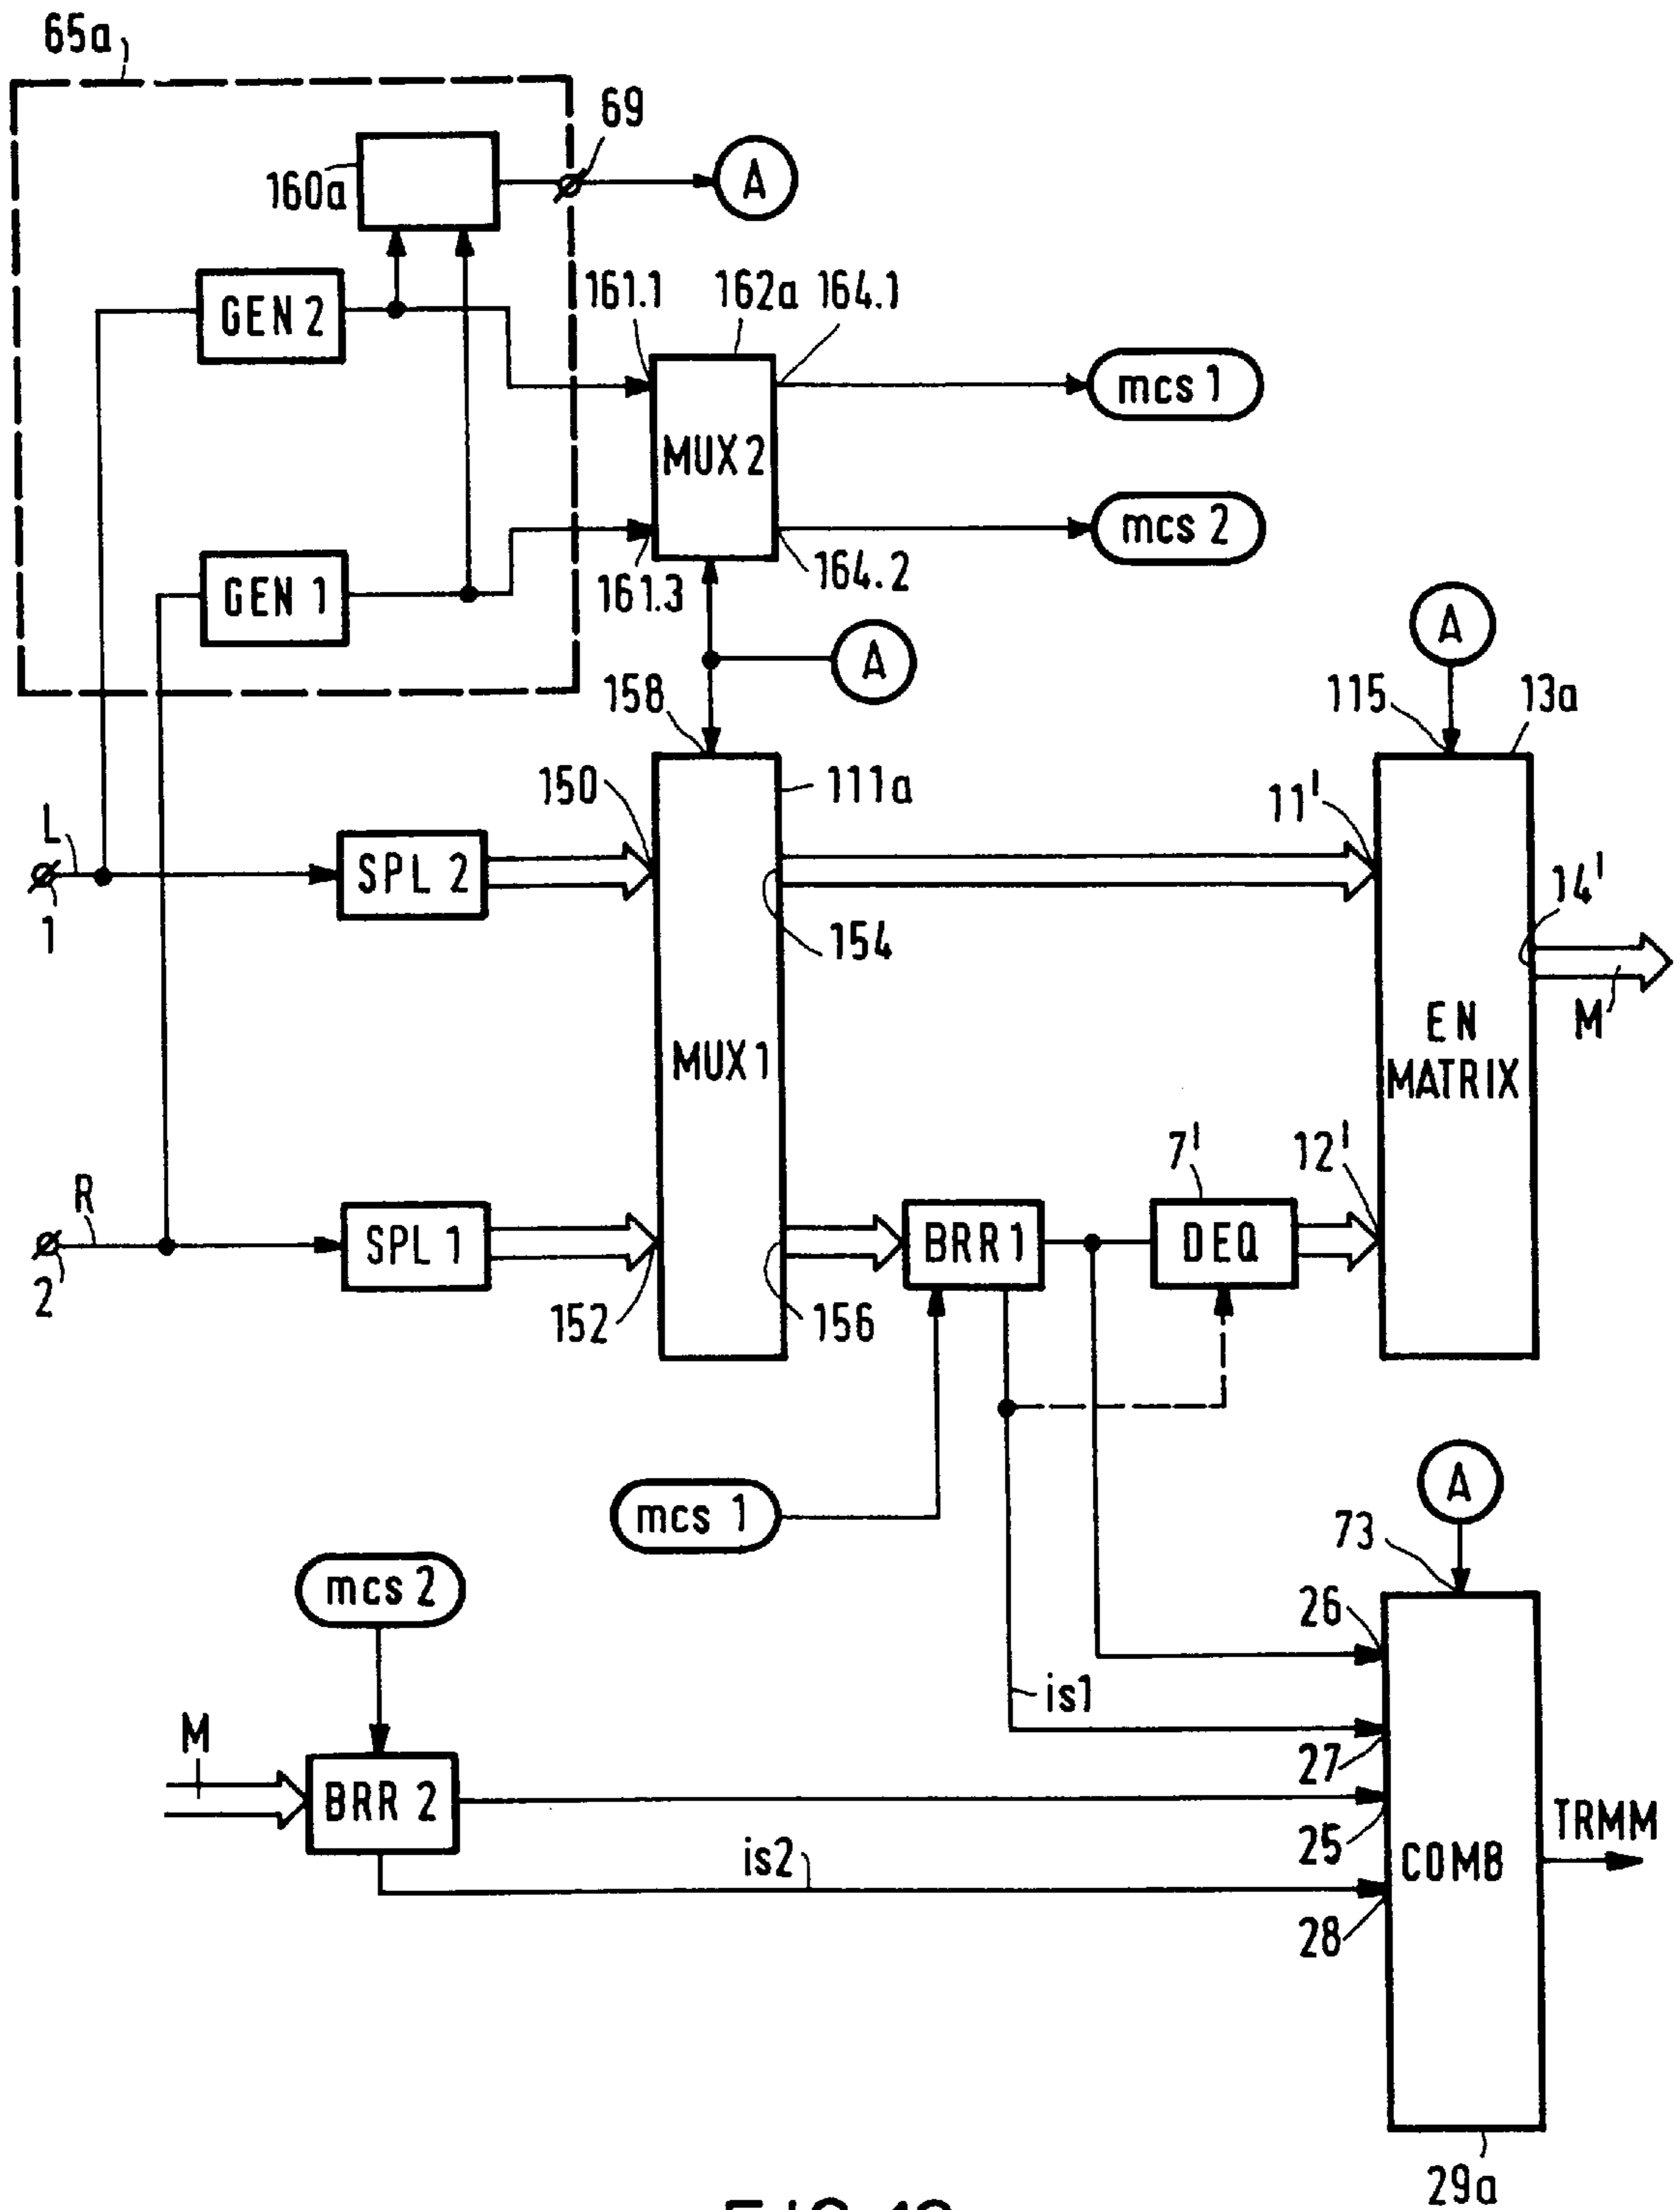 65a
69
A
160a
GEN 2
161.1
162a
164.1
mcs 1
MUX 2
mcs 2
GEN 1
161.3
164.2
A
A
158
115
13a
150
111a
11'
L
SPL 2
14'
1
154
M
EN
MATRIX
MUX 1
7'
12'
R
SPL 1
BRR 1
DEQ
2
152
156
A
mcs 1
73
mcs 2
26
is1
M
27
BRR 2
25
TRMM
is2
COMB
28
29a